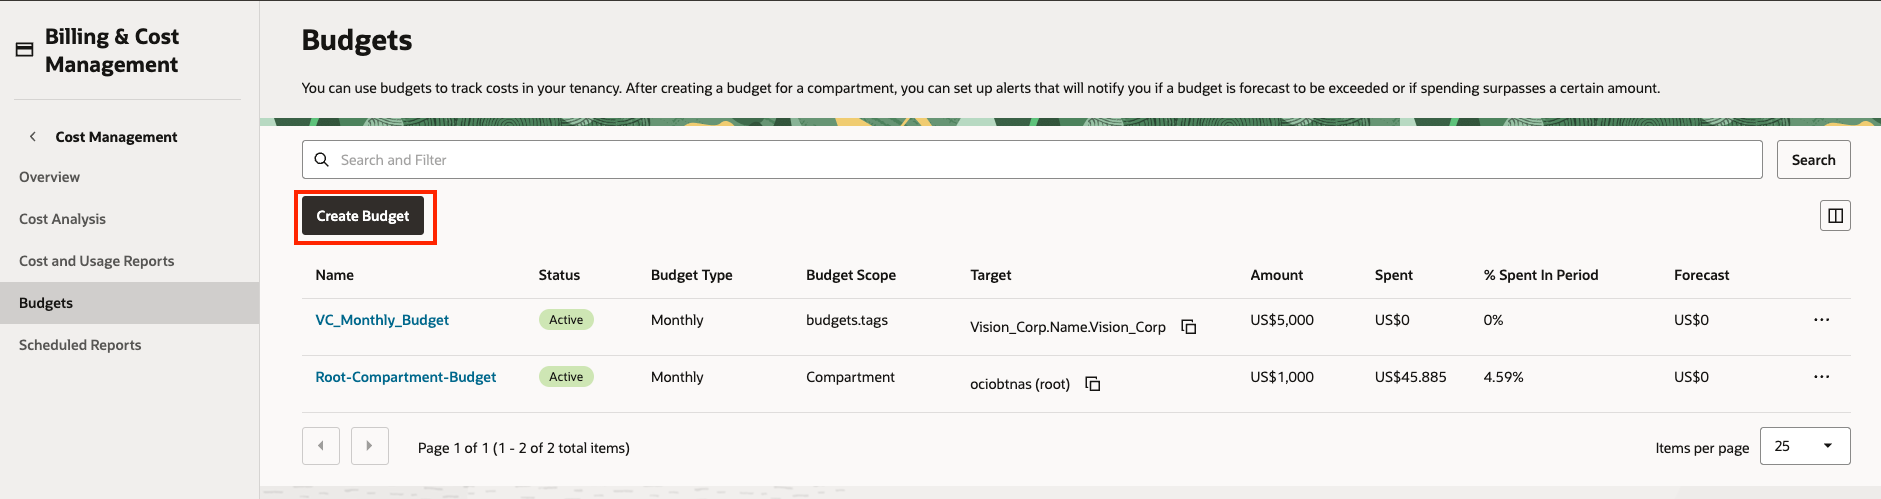 Billing & Cost
Management
Cost Management
Overview
Cost Analysis
Cost and Usage Reports
Budgets
Scheduled Reports
Budgets
You can use budgets to track costs in your tenancy. After creating a budget for a compartment, you can set up alerts that will notify you if a budget is forecast to be exceeded or if spending surpasses a certain amount.
Search and Filter Search
Create Budget
Name Status Budget Type Budget Scope Target Amount Spent % Spent In Period Forecast
VC_Monthly_Budget Active Monthly budgets.tags Vision_Corp.Name.Vision_Corp US$5,000 US$0 0% US$0
Root-Compartment-Budget Active Monthly Compartment ociobtnas (root) US$1,000 US$45.885 4.59% US$0
Page 1 of 1 (1 - 2 of 2 total items) Items per page 25